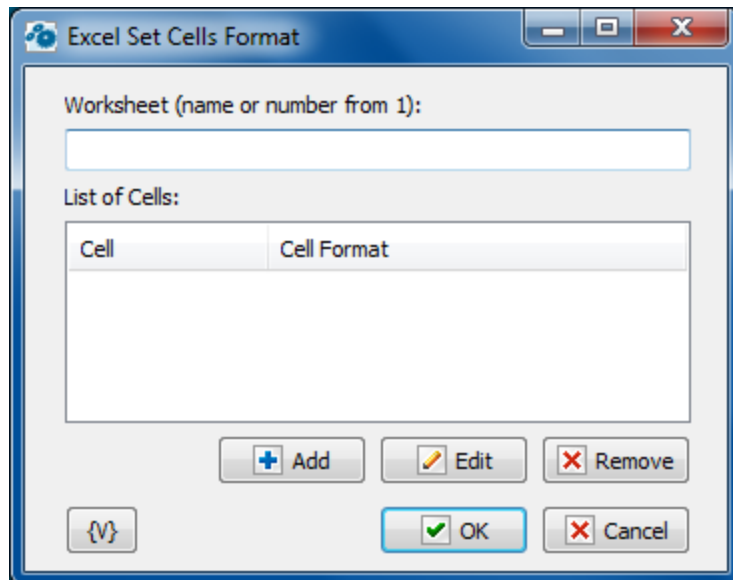 Excel Set Cells Format
Worksheet (name or number from 1):
List of Cells:
Cell Cell Format
Add Edit Remove
{V} OK Cancel